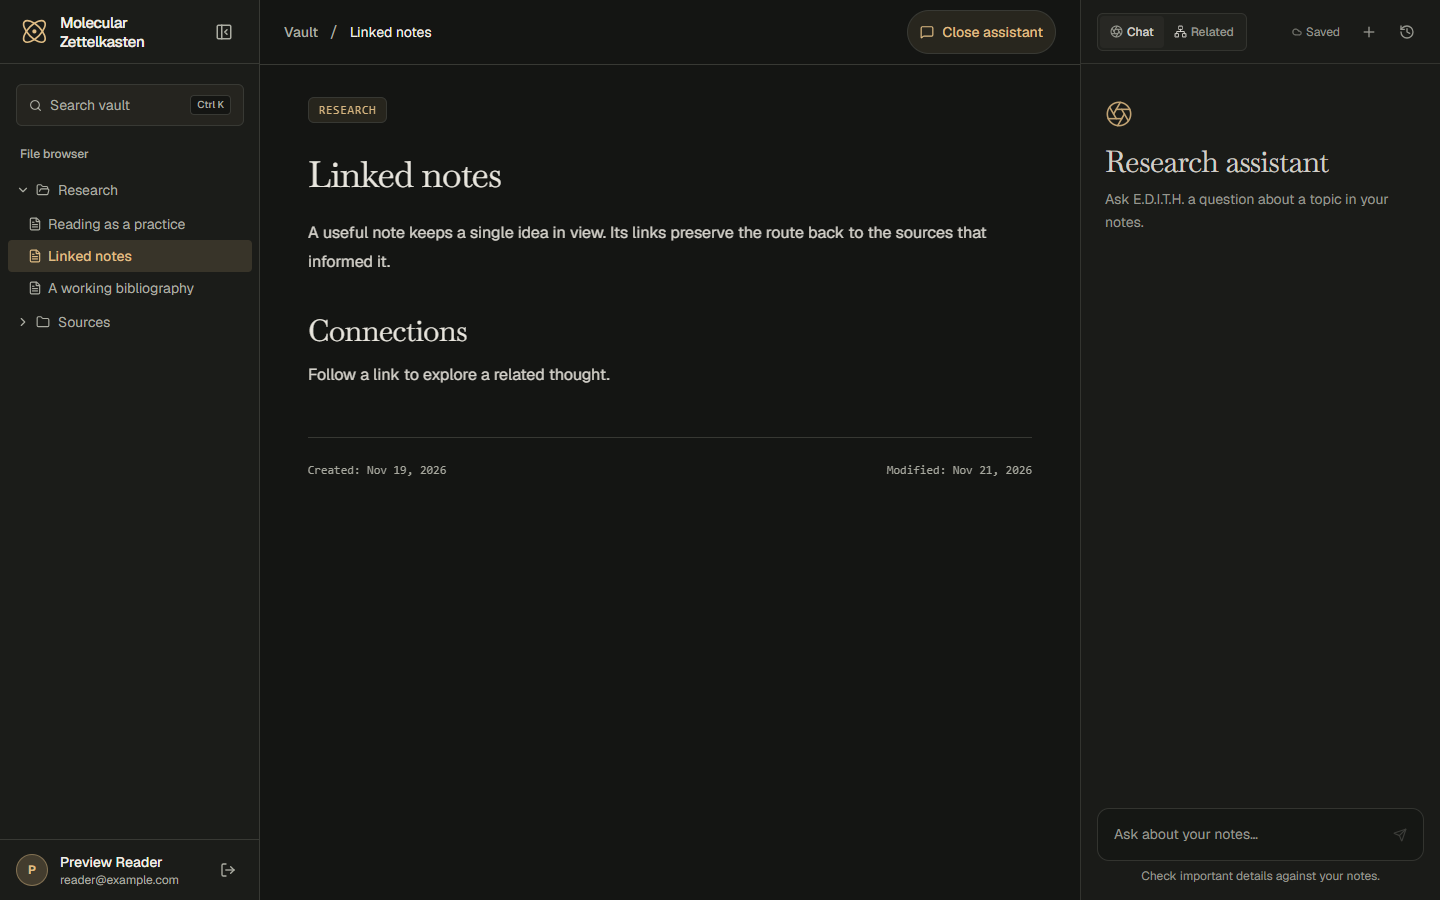 Molecular
Zettelkasten
Search vault
Ctrl K
File browser
Research
Reading as a practice
Linked notes
A working bibliography
Sources
P
Preview Reader
reader@example.com
Vault / Linked notes
Close assistant
RESEARCH
Linked notes
A useful note keeps a single idea in view. Its links preserve the route back to the sources that
informed it.
Connections
Follow a link to explore a related thought.
Created: Nov 19, 2026
Modified: Nov 21, 2026
Chat
Related
Saved
Research assistant
Ask E.D.I.T.H. a question about a topic in your
notes.
Ask about your notes...
Check important details against your notes.